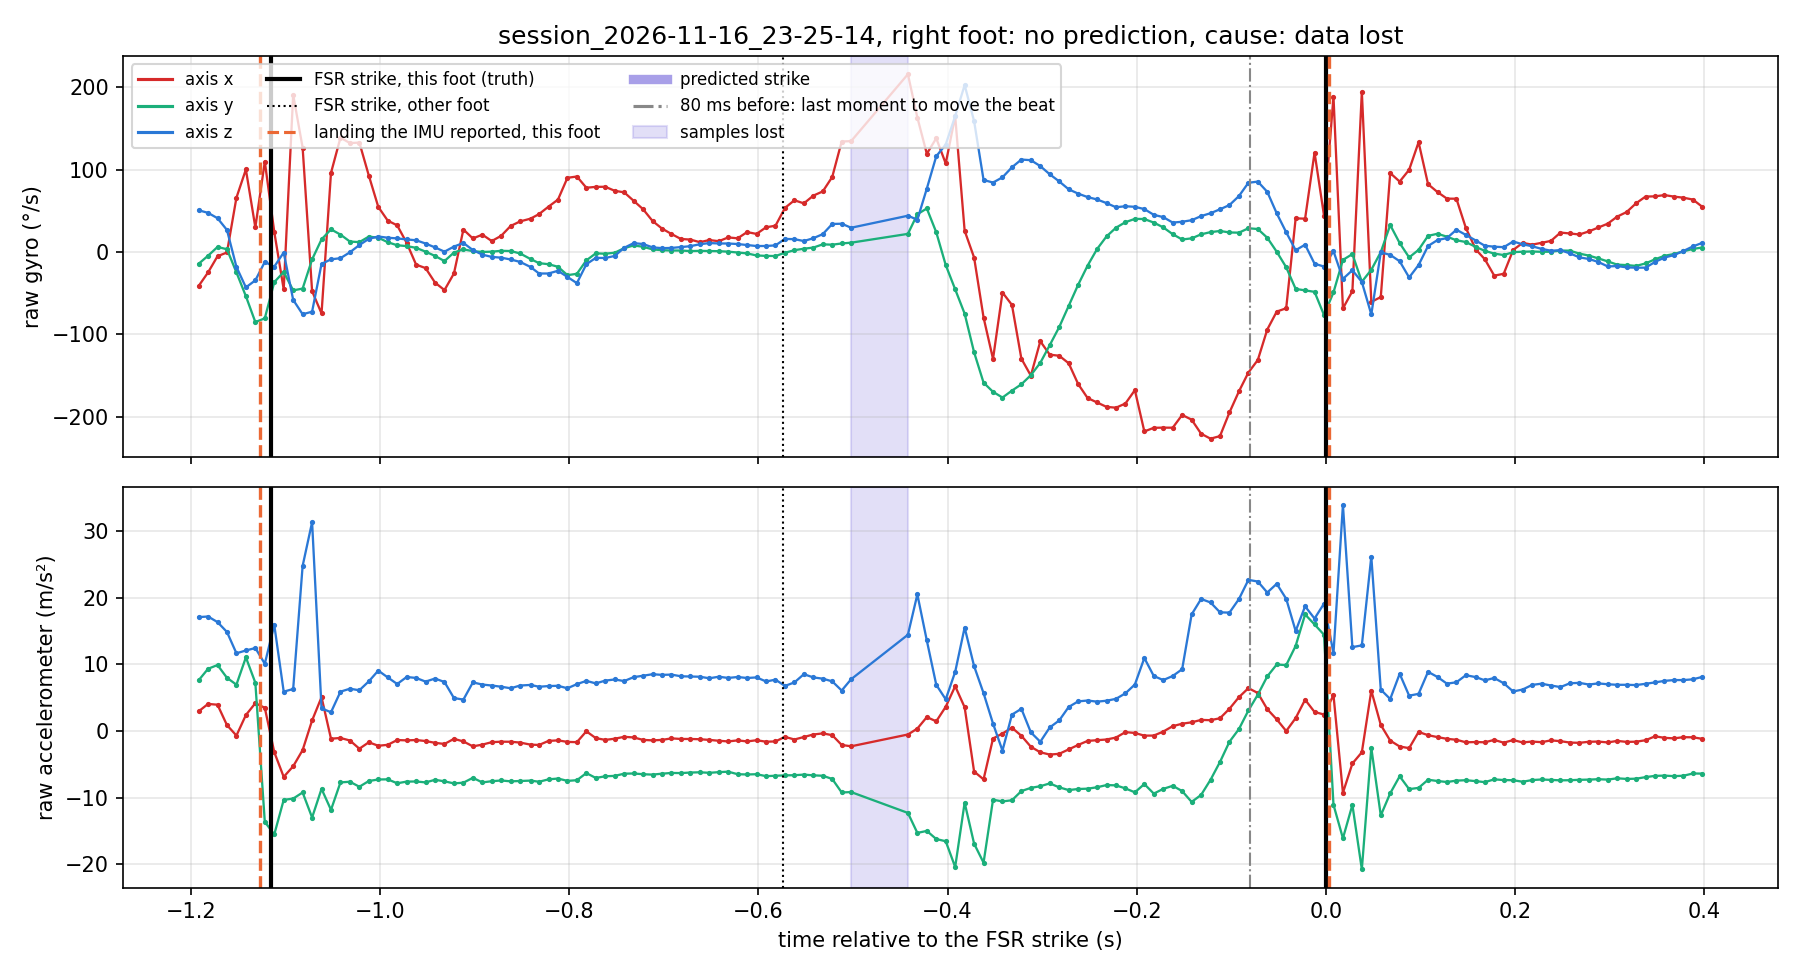 session_2026-11-16_23-25-14, right foot: no prediction, cause: data lost
axis x
axis y
axis z
FSR strike, this foot (truth)
FSR strike, other foot
landing the IMU reported, this foot
predicted strike
80 ms before: last moment to move the beat
samples lost
raw gyro (°/s)
200
100
0
−100
−200
raw accelerometer (m/s²)
30
20
10
0
−10
−20
−1.2
−1.0
−0.8
−0.6
−0.4
−0.2
0.0
0.2
0.4
time relative to the FSR strike (s)